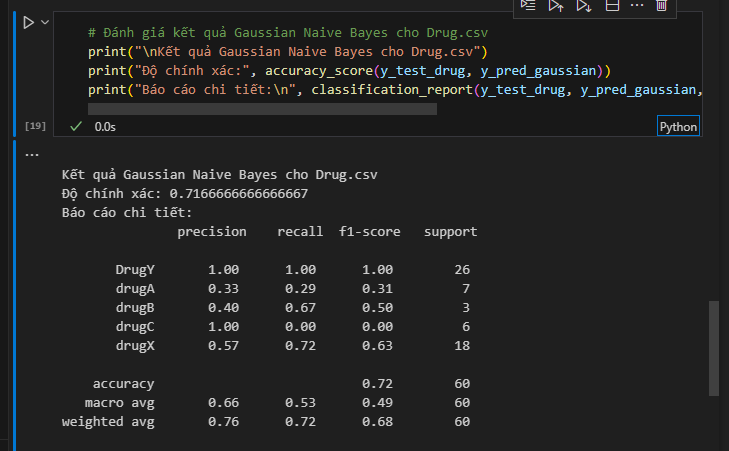 # Đánh giá kết quả Gaussian Naive Bayes cho Drug.csv
print("\nKết quả Gaussian Naive Bayes cho Drug.csv")
print("Độ chính xác:", accuracy_score(y_test_drug, y_pred_gaussian))
print("Báo cáo chi tiết:\n", classification_report(y_test_drug, y_pred_gaussian,
[19] 0.0s Python
...
Kết quả Gaussian Naive Bayes cho Drug.csv
Độ chính xác: 0.7166666666666667
Báo cáo chi tiết:
precision recall f1-score support
DrugY 1.00 1.00 1.00 26
drugA 0.33 0.29 0.31 7
drugB 0.40 0.67 0.50 3
drugC 1.00 0.00 0.00 6
drugX 0.57 0.72 0.63 18
accuracy 0.72 60
macro avg 0.66 0.53 0.49 60
weighted avg 0.76 0.72 0.68 60